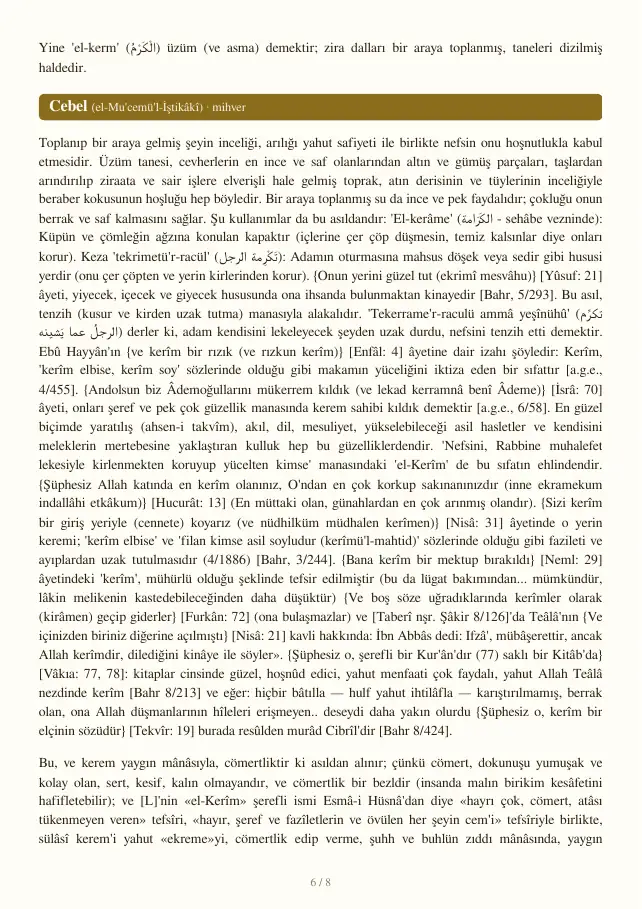 Yine 'el-kerm' (الْكَرْمُ) üzüm (ve asma) demektir; zira dalları bir araya toplanmış, taneleri dizilmiş
haldedir.
Cebel (el-Mu'cemü'l-İştikâkî) · mihver
Toplanıp bir araya gelmiş şeyin inceliği, arılığı yahut safiyeti ile birlikte nefsin onu hoşnutlukla kabul
etmesidir. Üzüm tanesi, cevherlerin en ince ve saf olanlarından altın ve gümüş parçaları, taşlardan
arındırılıp ziraata ve sair işlere elverişli hale gelmiş toprak, atın derisinin ve tüylerinin inceliğiyle
beraber kokusunun hoşluğu hep böyledir. Bir araya toplanmış su da ince ve pek faydalıdır; çokluğu onun
berrak ve saf kalmasını sağlar. Şu kullanımlar da bu asıldandır: 'El-kerâme' (الكَرَامة - sehâbe vezninde):
Küpün ve çömleğin ağzına konulan kapaktır (içlerine çer çöp düşmesin, temiz kalsınlar diye onları
korur). Keza 'tekrimetü'r-racül' (تَكْرِمة الرجل): Adamın oturmasına mahsus döşek veya sedir gibi hususi
yerdir (onu çer çöpten ve yerin kirlerinden korur). {Onun yerini güzel tut (ekrimî mesvâhu)} [Yûsuf: 21]
âyeti, yiyecek, içecek ve giyecek hususunda ona ihsanda bulunmaktan kinayedir [Bahr, 5/293]. Bu asıl,
tenzih (kusur ve kirden uzak tutma) manasıyla alakalıdır. 'Tekerrame'r-raculü ammâ yeşînühû' (تكرّم
الرجلُ عما يَشينه) derler ki, adam kendisini lekeleyecek şeyden uzak durdu, nefsini tenzih etti demektir.
Ebû Hayyân'ın {ve kerîm bir rızık (ve rızkun kerîm)} [Enfâl: 4] âyetine dair izahı şöyledir: Kerîm,
'kerîm elbise, kerîm soy' sözlerinde olduğu gibi makamın yüceliğini iktiza eden bir sıfattır [a.g.e.,
4/455]. {Andolsun biz Âdemoğullarını mükerrem kıldık (ve lekad kerramnâ benî Âdeme)} [İsrâ: 70]
âyeti, onları şeref ve pek çok güzellik manasında kerem sahibi kıldık demektir [a.g.e., 6/58]. En güzel
biçimde yaratılış (ahsen-i takvîm), akıl, dil, mesuliyet, yükselebileceği asil hasletler ve kendisini
meleklerin mertebesine yaklaştıran kulluk hep bu güzelliklerdendir. 'Nefsini, Rabbine muhalefet
lekesiyle kirlenmekten koruyup yücelten kimse' manasındaki 'el-Kerîm' de bu sıfatın ehlindendir.
{Şüphesiz Allah katında en kerîm olanınız, O'ndan en çok korkup sakınanınızdır (inne ekramekum
indallâhi etkâkum)} [Hucurât: 13] (En müttaki olan, günahlardan en çok arınmış olandır). {Sizi kerîm
bir giriş yeriyle (cennete) koyarız (ve nüdhilküm müdhalen kerîmen)} [Nisâ: 31] âyetinde o yerin
keremi; 'kerîm elbise' ve 'filan kimse asil soyludur (kerîmü'l-mahtid)' sözlerinde olduğu gibi fazileti ve
ayıplardan uzak tutulmasıdır (4/1886) [Bahr, 3/244]. {Bana kerîm bir mektup bırakıldı} [Neml: 29]
âyetindeki 'kerîm', mühürlü olduğu şeklinde tefsir edilmiştir (bu da lügat bakımından... mümkündür,
lâkin melikenin kastedebileceğinden daha düşüktür) {Ve boş söze uğradıklarında kerîmler olarak
(kirâmen) geçip giderler} [Furkân: 72] (ona bulaşmazlar) ve [Taberî nşr. Şâkir 8/126]'da Teâlâ'nın {Ve
içinizden biriniz diğerine açılmıştı} [Nisâ: 21] kavli hakkında: İbn Abbâs dedi: Ifzâ', mübâşerettir, ancak
Allah kerîmdir, dilediğini kinâye ile söyler». {Şüphesiz o, şerefli bir Kur'ân'dır (77) saklı bir Kitâb'da}
[Vâkıa: 77, 78]: kitaplar cinsinde güzel, hoşnûd edici, yahut menfaati çok faydalı, yahut Allah Teâlâ
nezdinde kerîm [Bahr 8/213] ve eğer: hiçbir bâtılla — hulf yahut ihtilâfla — karıştırılmamış, berrak
olan, ona Allah düşmanlarının hîleleri erişmeyen.. deseydi daha yakın olurdu {Şüphesiz o, kerîm bir
elçinin sözüdür} [Tekvîr: 19] burada resûlden murâd Cibrîl'dir [Bahr 8/424].
Bu, ve kerem yaygın mânâsıyla, cömertliktir ki asıldan alınır; çünkü cömert, dokunuşu yumuşak ve
kolay olan, sert, kesif, kalın olmayandır, ve cömertlik bir bezldir (insanda malın birikim kesâfetini
hafifletebilir); ve [L]'nin «el-Kerîm» şerefli ismi Esmâ-i Hüsnâ'dan diye «hayrı çok, cömert, atâsı
tükenmeyen veren» tefsîri, «hayır, şeref ve fazîletlerin ve övülen her şeyin cem'i» tefsîriyle birlikte,
sülâsî kerem'i yahut «ekreme»yi, cömertlik edip verme, şuhh ve buhlün zıddı mânâsında, yaygın
6 / 8